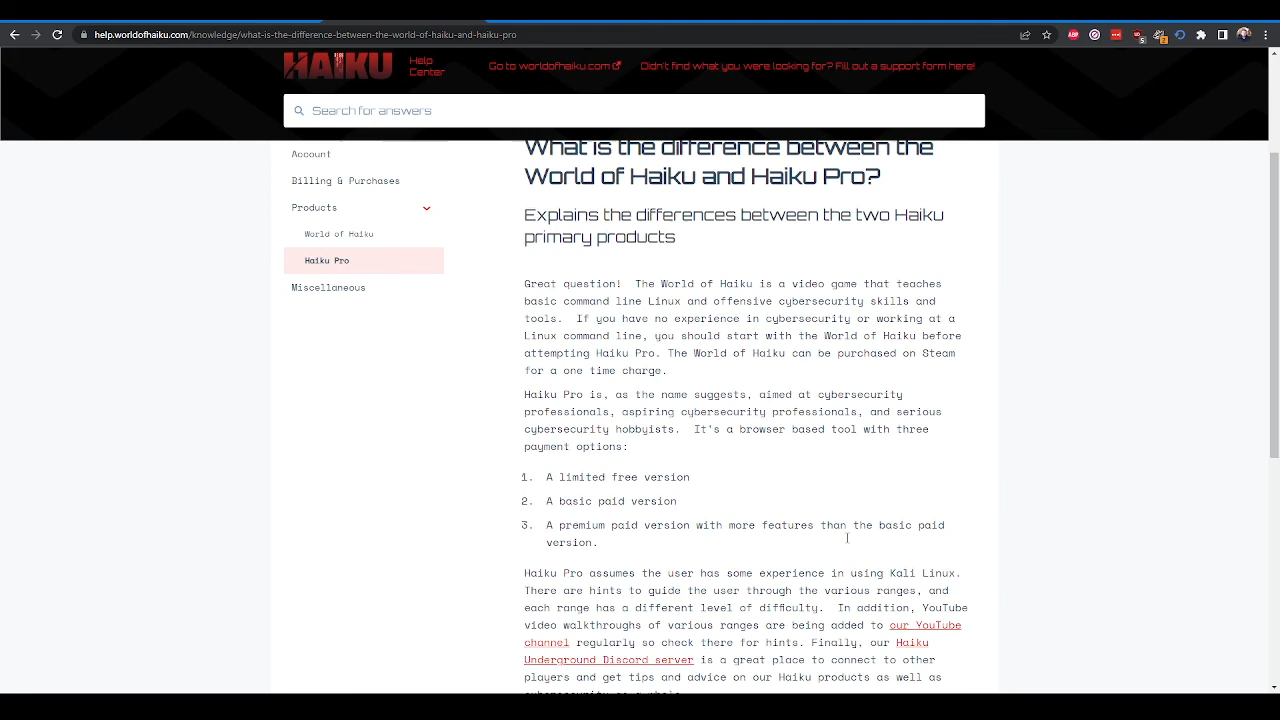 help.worldofhaiku.com/knowledge/what-is-the-difference-between-the-world-of-haiku-and-haiku-pro
HAIKU
Help
Center
Go to worldofhaiku.com
Didn't find what you were looking for? Fill out a support form here!
Search for answers
Account
Billing & Purchases
Products
World of Haiku
Haiku Pro
Miscellaneous
What is the difference between the
World of Haiku and Haiku Pro?
Explains the differences between the two Haiku
primary products
Great question!  The World of Haiku is a video game that teaches
basic command line Linux and offensive cybersecurity skills and
tools.  If you have no experience in cybersecurity or working at a
Linux command line, you should start with the World of Haiku before
attempting Haiku Pro. The World of Haiku can be purchased on Steam
for a one time charge.
Haiku Pro is, as the name suggests, aimed at cybersecurity
professionals, aspiring cybersecurity professionals, and serious
cybersecurity hobbyists.  It's a browser based tool with three
payment options:
1. A limited free version
2. A basic paid version
3. A premium paid version with more features than the basic paid
version.
Haiku Pro assumes the user has some experience in using Kali Linux.
There are hints to guide the user through the various ranges, and
each range has a different level of difficulty.  In addition, YouTube
video walkthroughs of various ranges are being added to our YouTube
channel regularly so check there for hints. Finally, our Haiku
Underground Discord server is a great place to connect to other
players and get tips and advice on our Haiku products as well as